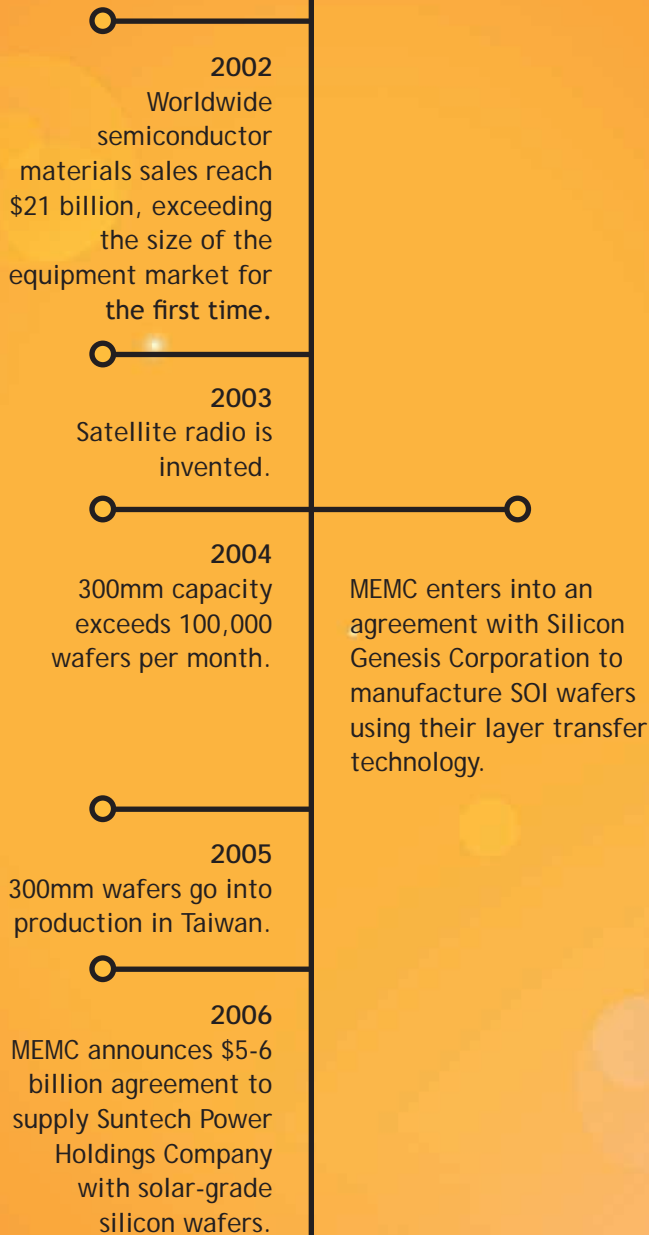 2002
Worldwide
semiconductor
materials sales reach
$21 billion, exceeding
the size of the
equipment market for
the first time.
2003
Satellite radio is
invented.
2004
300mm capacity
exceeds 100,000
wafers per month.
MEMC enters into an
agreement with Silicon
Genesis Corporation to
manufacture SOI wafers
using their layer transfer
technology.
2005
300mm wafers go into
production in Taiwan.
2006
MEMC announces $5-6
billion agreement to
supply Suntech Power
Holdings Company
with solar-grade
silicon wafers.